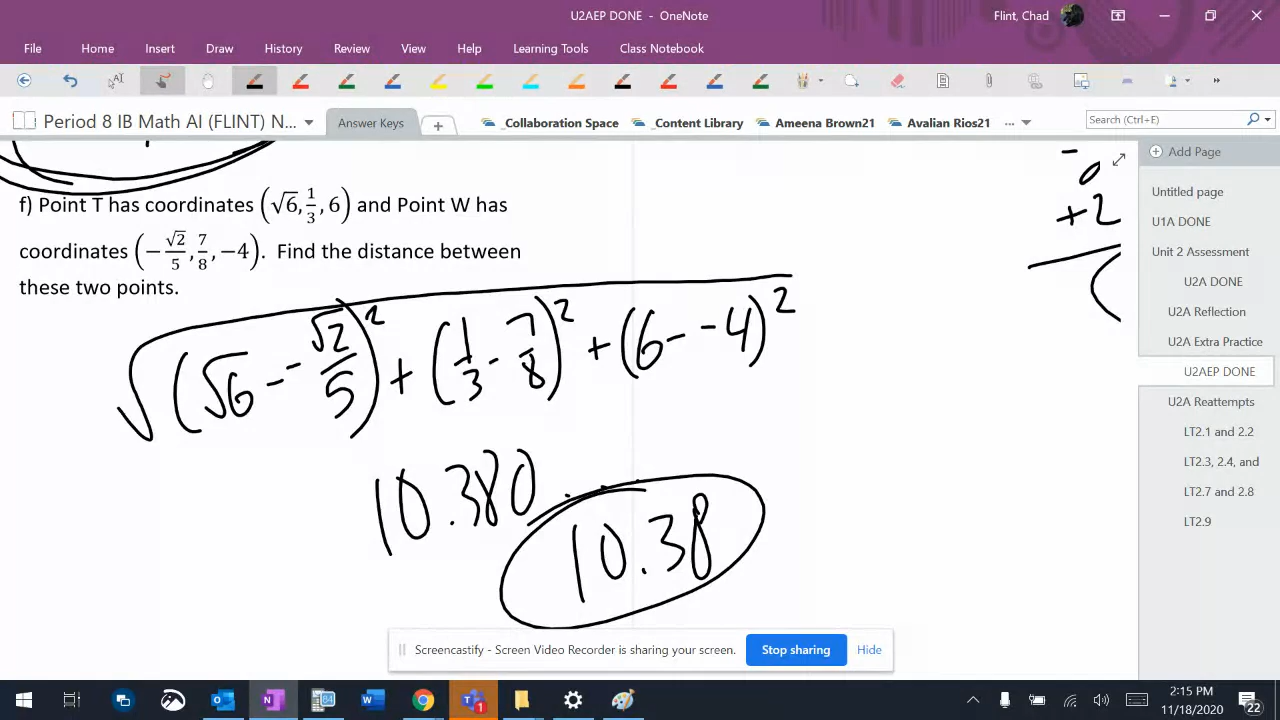 U2AEP DONE - OneNote
Flint, Chad
File Home Insert Draw History Review View Help Learning Tools Class Notebook
Period 8 IB Math AI (FLINT) N... Answer Keys + _Collaboration Space _Content Library Ameena Brown21 Avalian Rios21 ... Search (Ctrl+E)
Add Page
Untitled page
U1A DONE
Unit 2 Assessment
U2A DONE
U2A Reflection
U2A Extra Practice
U2AEP DONE
U2A Reattempts
LT2.1 and 2.2
LT2.3, 2.4, and
LT2.7 and 2.8
LT2.9
+2
f) Point T has coordinates (√6, 1/3, 6) and Point W has
coordinates (−√2/5, 7/8, −4). Find the distance between
these two points.
√((√6 - -√2/5)² + (1/3 - 7/8)² + (6 - -4)²)
10.380...
10.38
Screencastify - Screen Video Recorder is sharing your screen. Stop sharing Hide
84
1
2:15 PM
11/18/2020
22